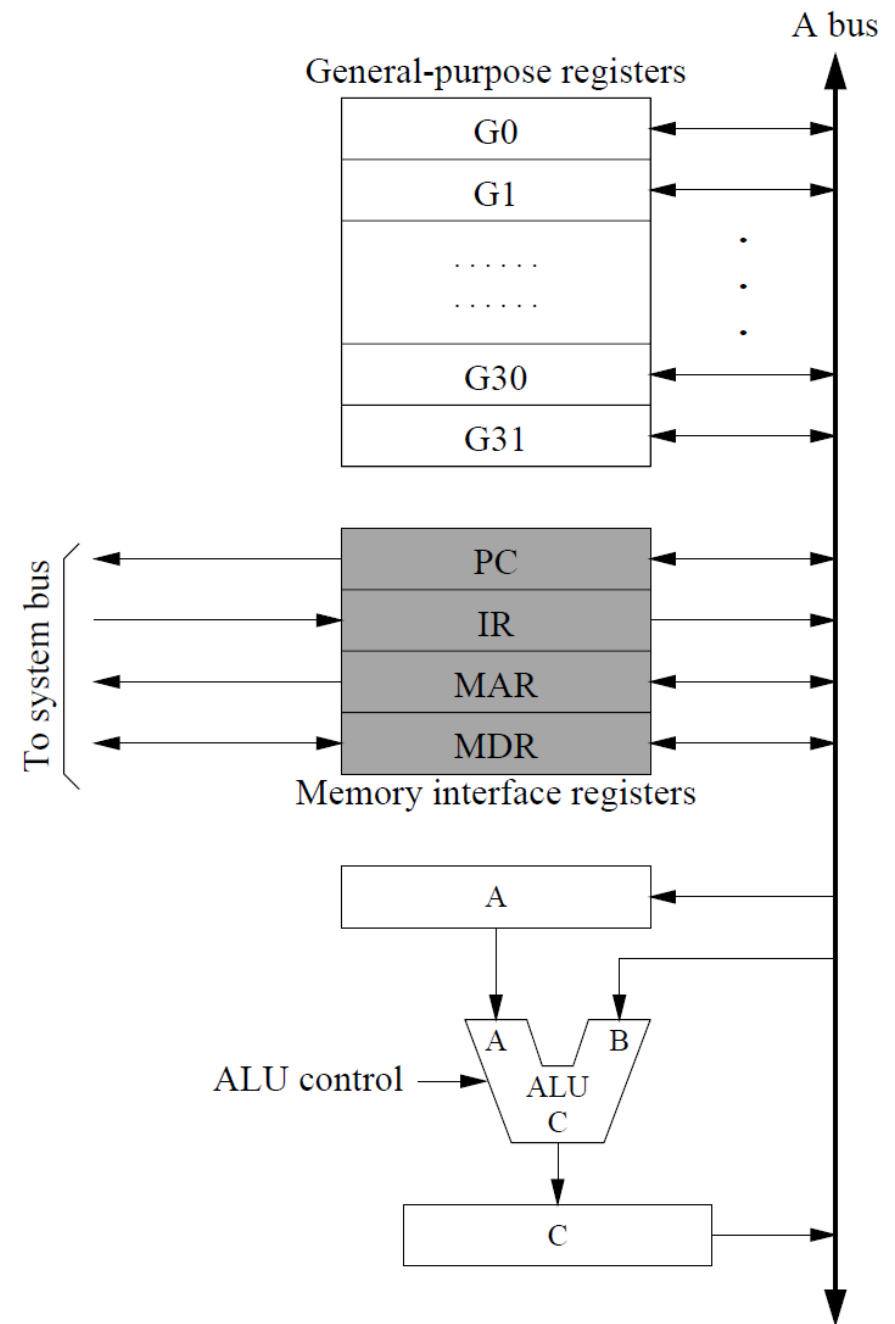 A bus
General-purpose registers
G0
G1
. . . . . .
. . . . . .
G30
G31
To system bus
PC
IR
MAR
MDR
Memory interface registers
A
A
B
ALU control
ALU
C
C